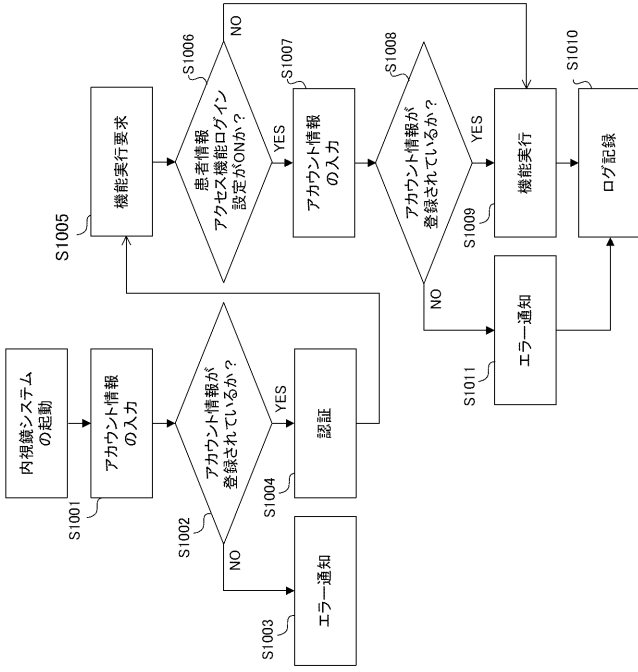 内視鏡システム
の起動
S1001
アカウント情報
の入力
S1002
アカウント情報が
登録されているか？
NO
YES
S1003
エラー通知
S1004
認証
S1005
機能実行要求
S1006
患者情報
アクセス機能ログイン
設定がONか？
NO
YES
S1007
アカウント情報
の入力
S1008
アカウント情報が
登録されているか？
NO
YES
S1009
機能実行
S1011
エラー通知
S1010
ログ記録